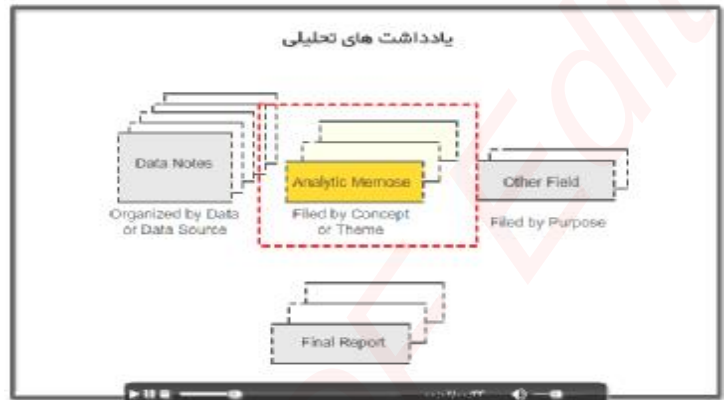 یادداشت های تحلیلی
Data Notes
Analytic Memose
Other Field
Organized by Data
or Data Source
Filed by Concept
or Theme
Filed by Purpose
Final Report